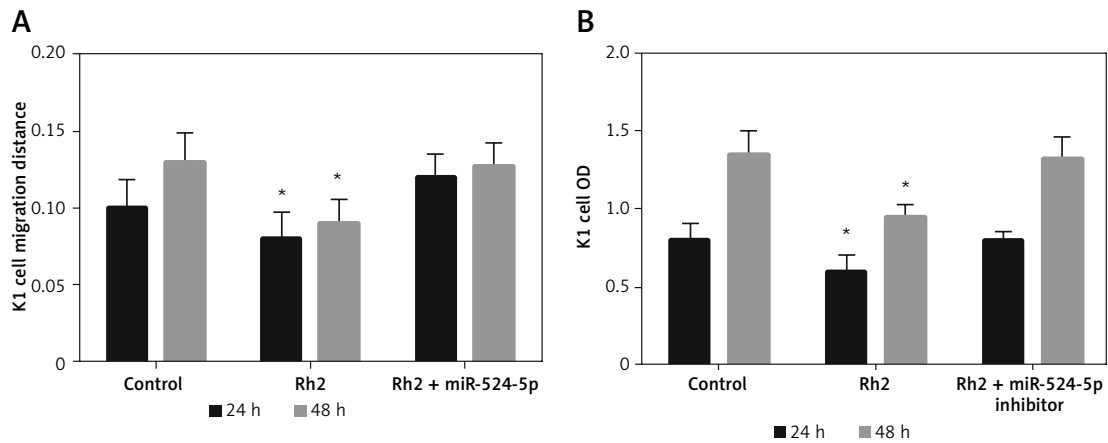 A
0.20
0.15
0.10
0.05
0
K1 cell migration distance
* *
Control Rh2 Rh2 + miR-524-5p
24 h 48 h
B
2.0
1.5
1.0
0.5
0
K1 cell OD
*
*
Control Rh2 Rh2 + miR-524-5p
inhibitor
24 h 48 h